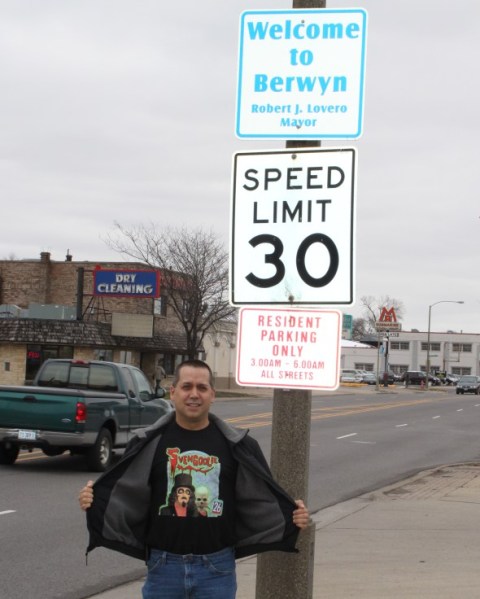 Welcome
to
Berwyn
Robert J. Lovero
Mayor
SPEED
LIMIT
30
RESIDENT
PARKING
ONLY
3:00AM - 6:00AM
ALL STREETS
DRY
CLEANING
M
SVENGOOLIE
26